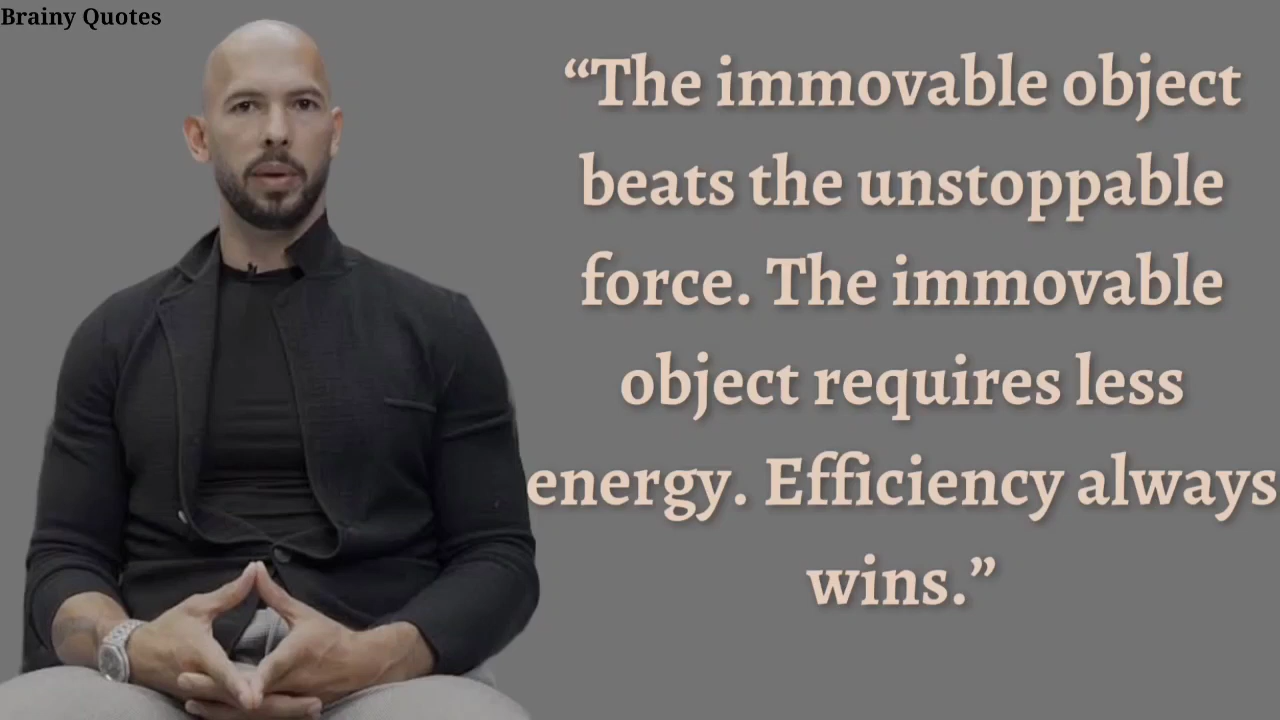 Brainy Quotes
“The immovable object
beats the unstoppable
force. The immovable
object requires less
energy. Efficiency always
wins.”